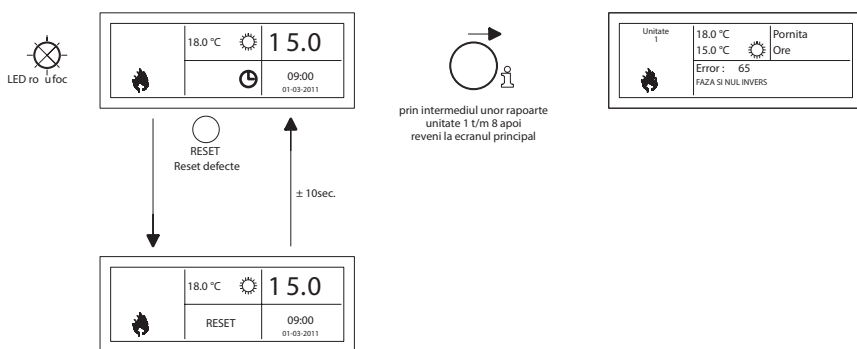 LED ro ufoc
18.0 °C
15.0
09:00
01-03-2011
RESET
Reset defecte
± 10sec.
18.0 °C
15.0
RESET
09:00
01-03-2011
prin intermediul unor rapoarte
unitate 1 t/m 8 apoi
reveni la ecranul principal
Unitate
1
18.0 °C
Pornita
15.0 °C
Ore
Error : 65
FAZA SI NUL INVERS